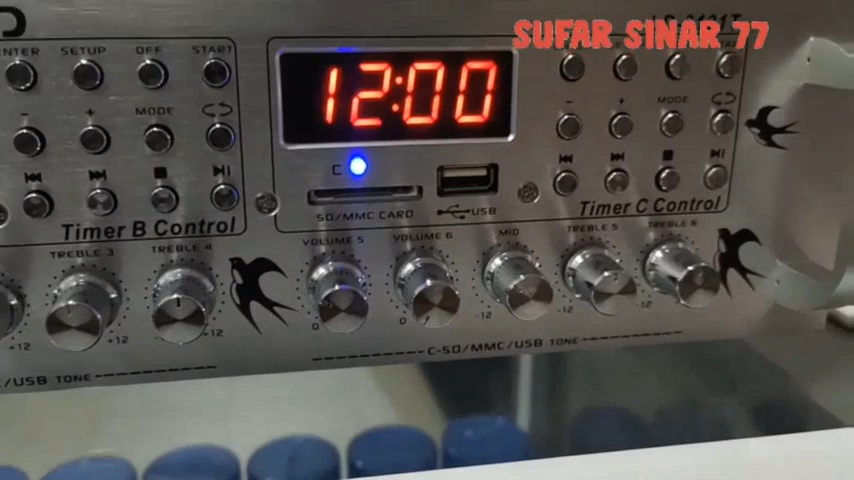 SUFAR SINAR 77
ENTER SETUP OFF START
- + MODE
12:00
- + MODE
C
SD/MMC CARD
USB
Timer B Control
Timer C Control
TREBLE 3 TREBLE 4 VOLUME 5 VOLUME 6 MID TREBLE 5 TREBLE 6
+12 +12 +12 0 0 -12 -12 -12
/USB TONE
C-SD/MMC/USB TONE